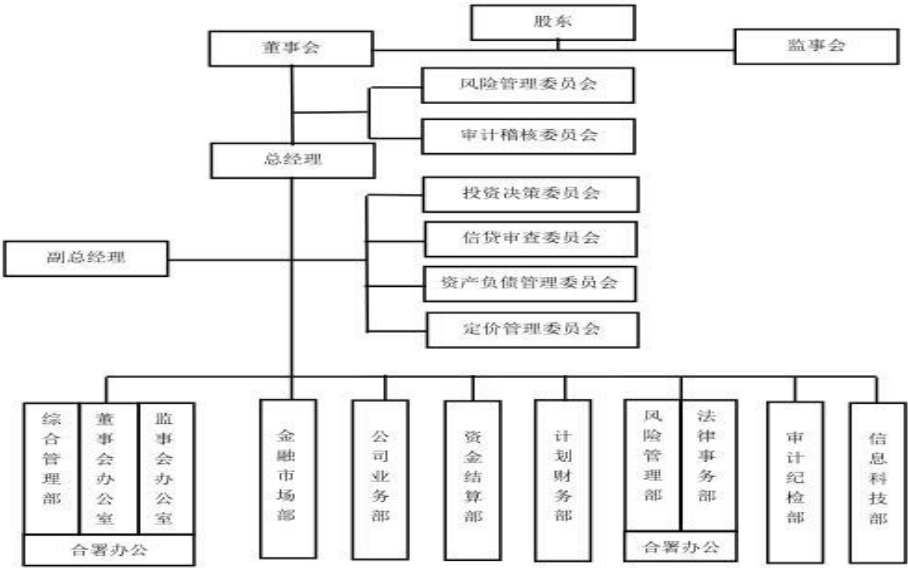 股东
董事会
监事会
风险管理委员会
审计稽核委员会
总经理
投资决策委员会
信贷审查委员会
副总经理
资产负债管理委员会
定价管理委员会
综合管理部
董事会办公室
监事会办公室
合署办公
金融市场部
公司业务部
资金结算部
计划财务部
风险管理部
法律事务部
合署办公
审计纪检部
信息科技部